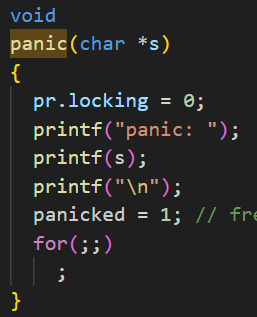 void
panic(char *s)
{
  pr.locking = 0;
  printf("panic: ");
  printf(s);
  printf("\n");
  panicked = 1; // fre
  for(;;)
    ;
}